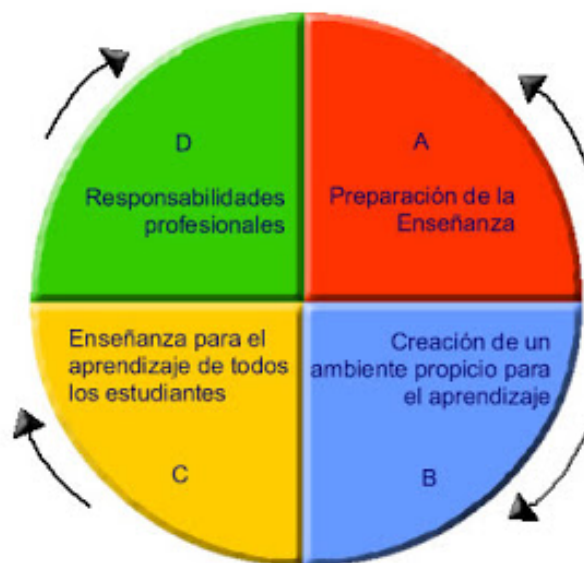 D
Responsabilidades
profesionales
A
Preparación de la
Enseñanza
Enseñanza para el
aprendizaje de todos
los estudiantes
C
Creación de un
ambiente propicio para
el aprendizaje
B